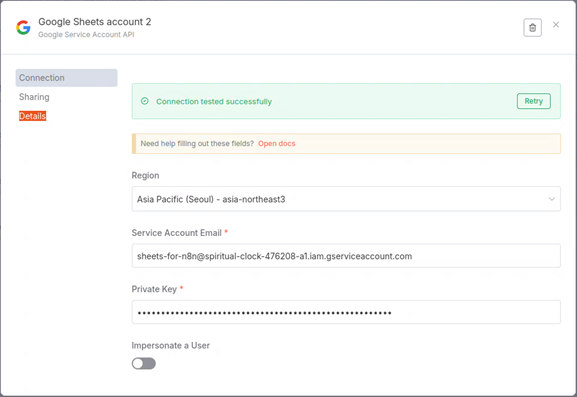 Google Sheets account 2
Google Service Account API
Connection
Sharing
Details
Connection tested successfully
Retry
Need help filling out these fields? Open docs
Region
Asia Pacific (Seoul) - asia-northeast3
Service Account Email *
sheets-for-n8n@spiritual-clock-476208-a1.iam.gserviceaccount.com
Private Key *
Impersonate a User